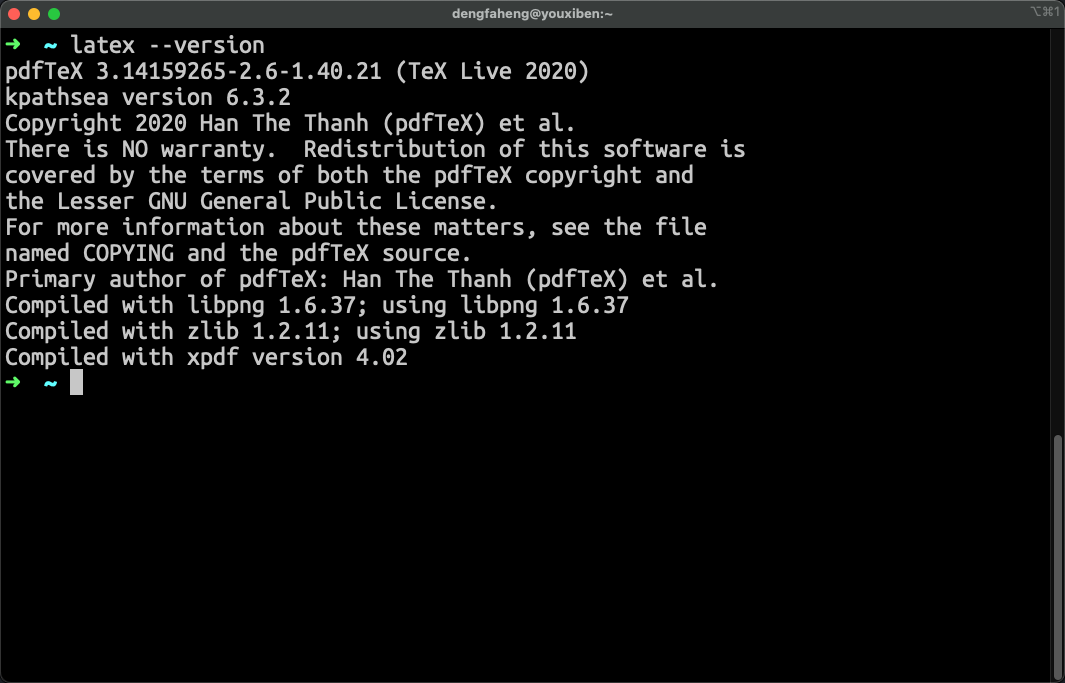 dengfaheng@youxiben:~
⌥⌘1
➜ ~ latex --version
pdfTeX 3.14159265-2.6-1.40.21 (TeX Live 2020)
kpathsea version 6.3.2
Copyright 2020 Han The Thanh (pdfTeX) et al.
There is NO warranty.  Redistribution of this software is
covered by the terms of both the pdfTeX copyright and
the Lesser GNU General Public License.
For more information about these matters, see the file
named COPYING and the pdfTeX source.
Primary author of pdfTeX: Han The Thanh (pdfTeX) et al.
Compiled with libpng 1.6.37; using libpng 1.6.37
Compiled with zlib 1.2.11; using zlib 1.2.11
Compiled with xpdf version 4.02
➜ ~